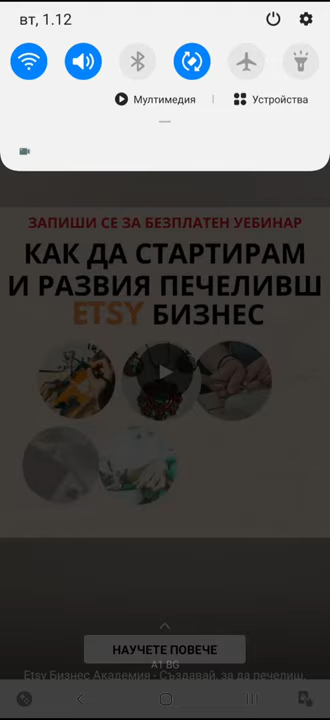 вт, 1.12
Мултимедия
Устройства
ЗАПИШИ СЕ ЗА БЕЗПЛАТЕН УЕБИНАР
КАК ДА СТАРТИРАМ
И РАЗВИЯ ПЕЧЕЛИВШ
ETSY БИЗНЕС
НАУЧЕТЕ ПОВЕЧЕ
A1 BG
Etsy Бизнес Академия - Създавай, за да печелиш.